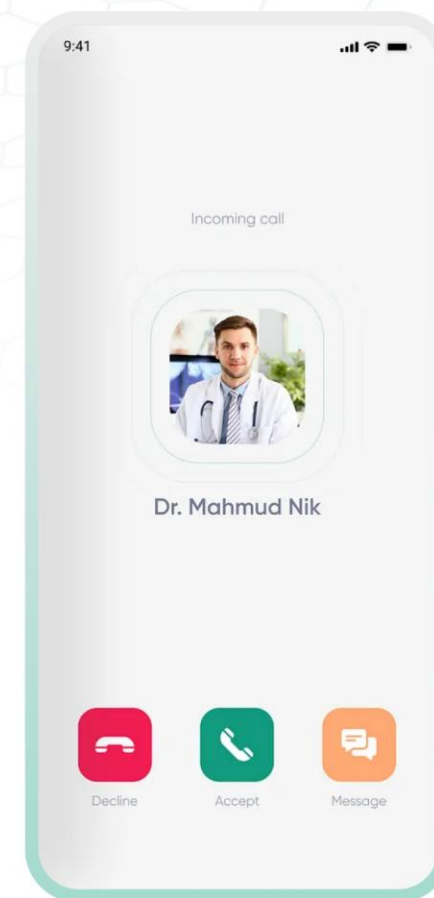 9:41
Incoming call
Dr. Mahmud Nik
Decline
Accept
Message